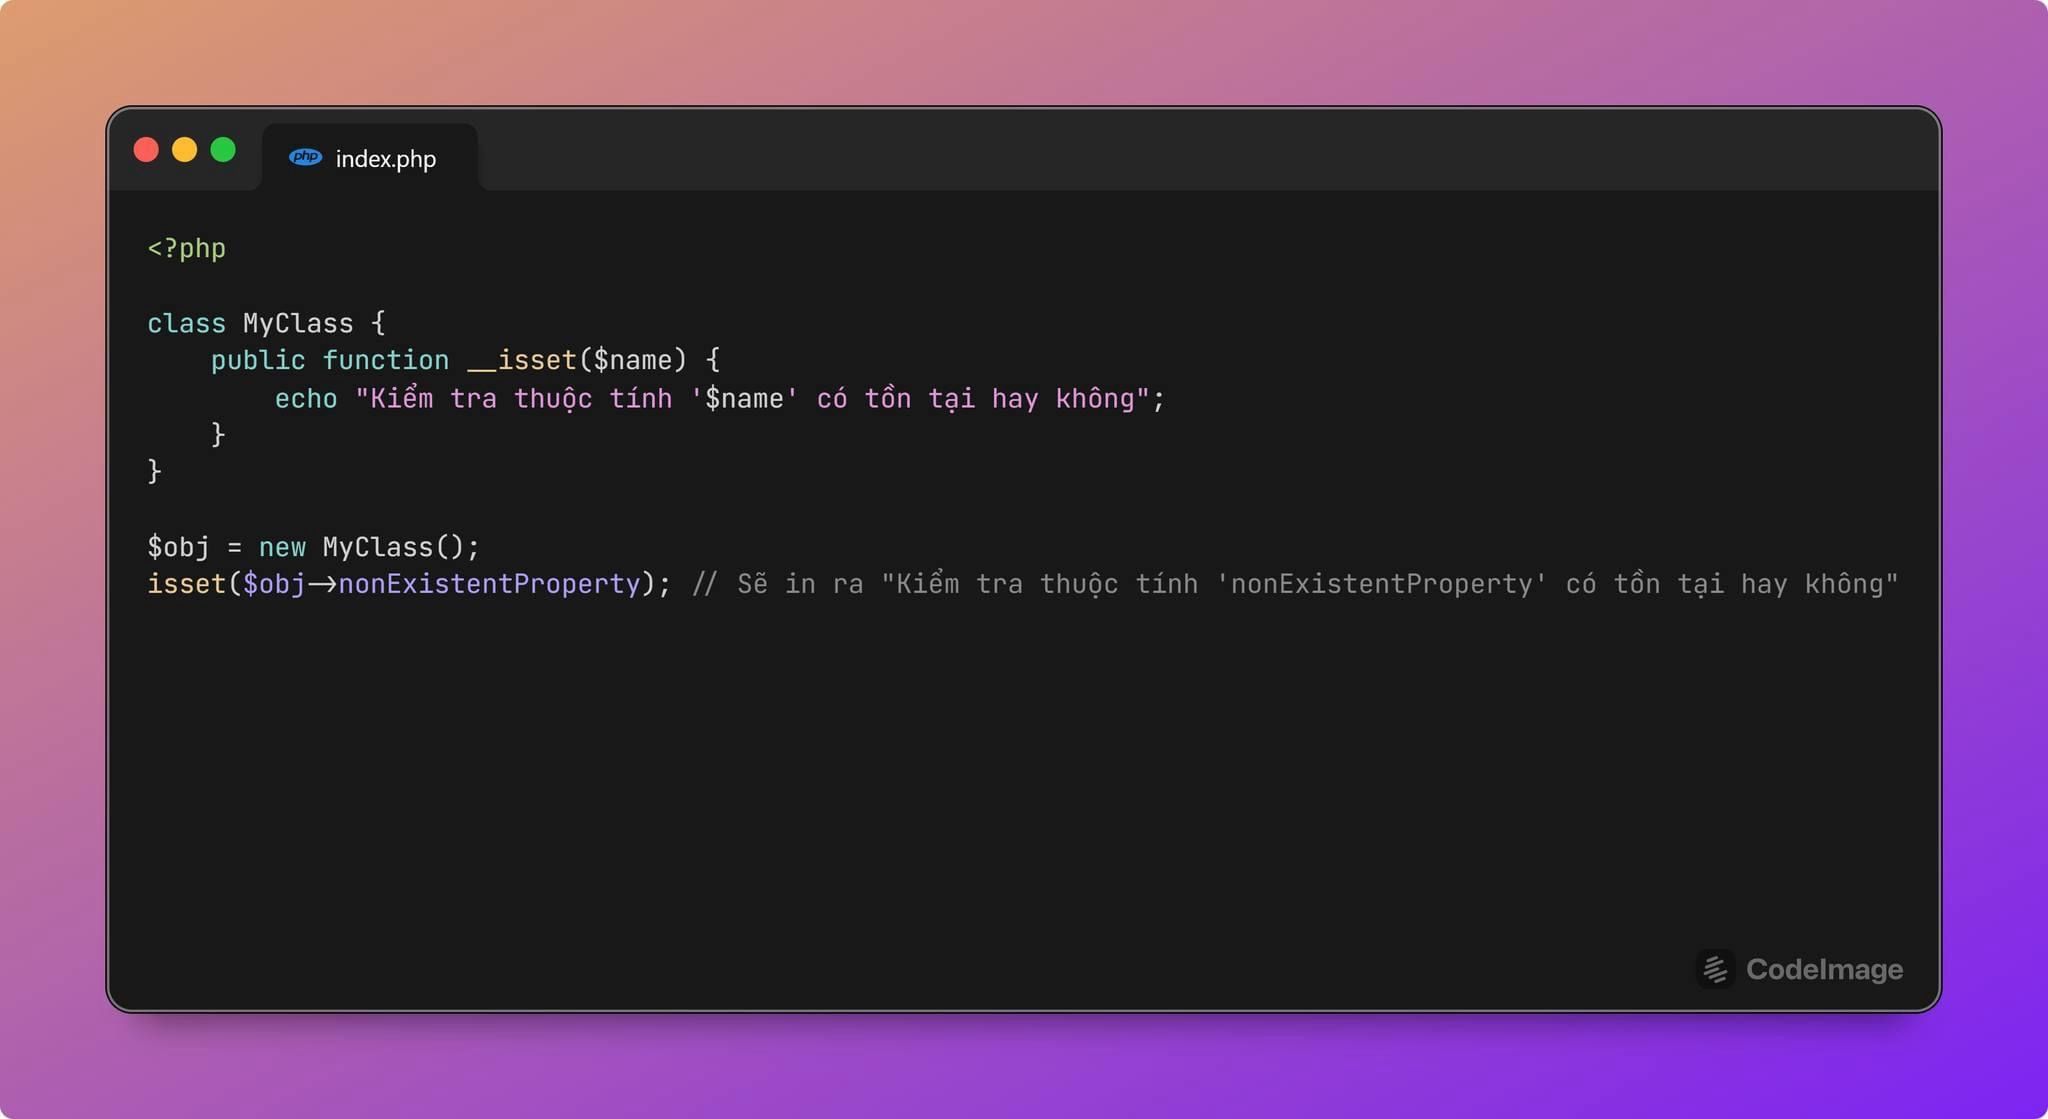 php index.php
<?php
class MyClass {
    public function __isset($name) {
        echo "Kiểm tra thuộc tính '$name' có tồn tại hay không";
    }
}
$obj = new MyClass();
isset($obj->nonExistentProperty); // Sẽ in ra "Kiểm tra thuộc tính 'nonExistentProperty' có tồn tại hay không"
CodeImage